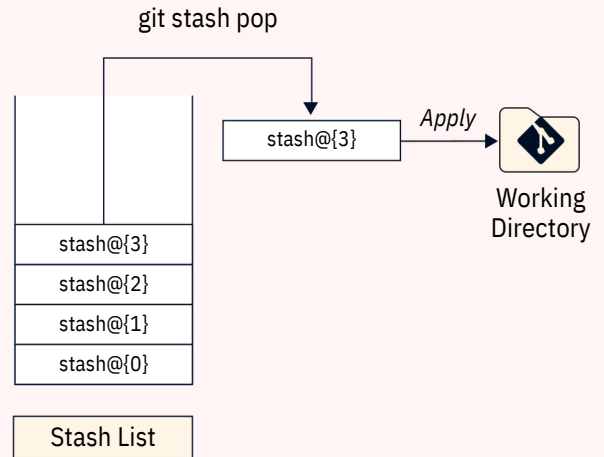 git stash pop
stash@{3}
Apply
Working
Directory
stash@{3}
stash@{2}
stash@{1}
stash@{0}
Stash List